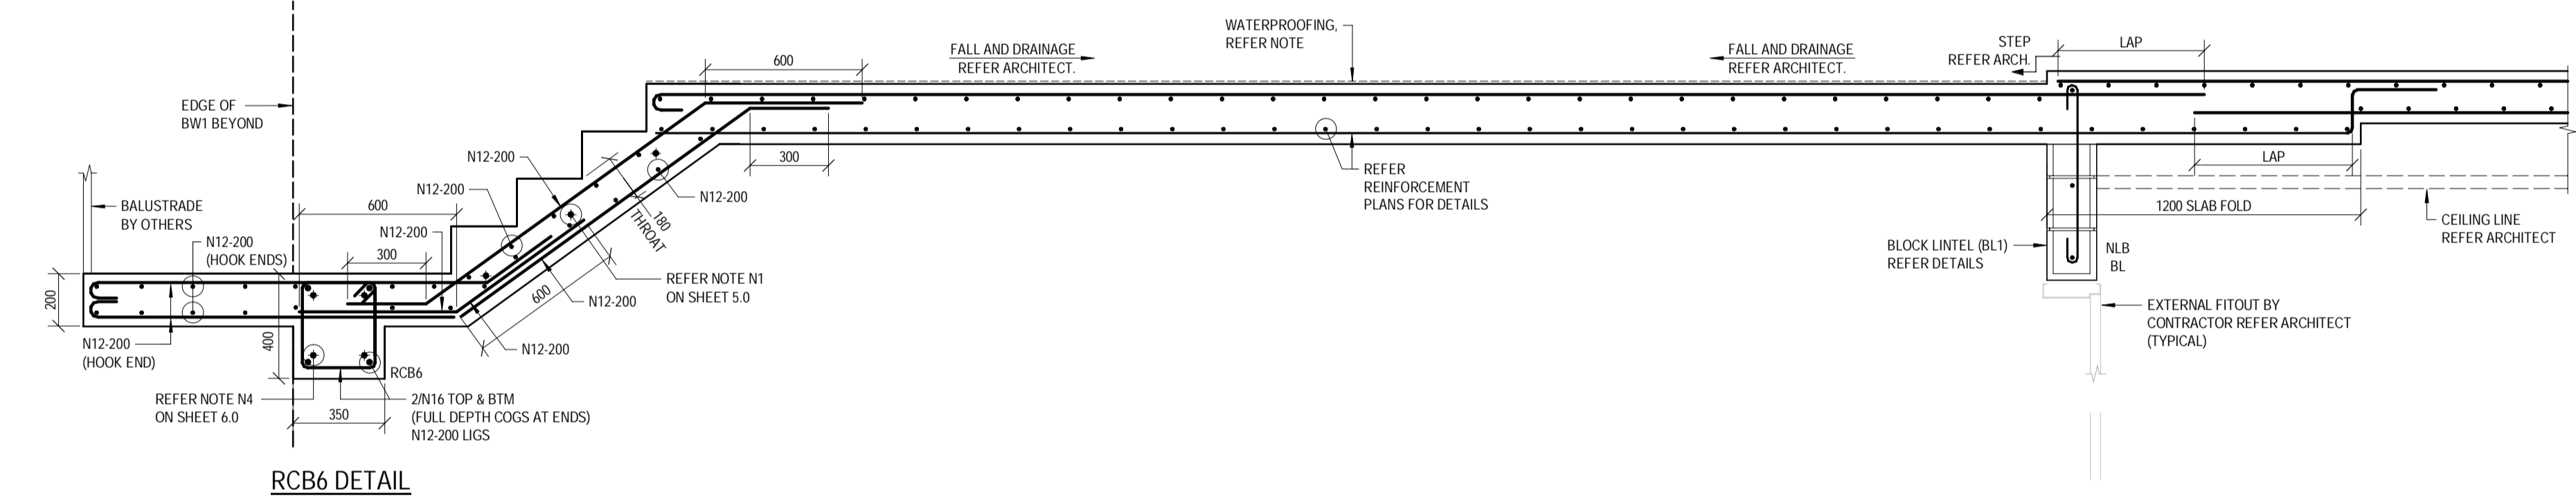 WATERPROOFING,
REFER NOTE
FALL AND DRAINAGE
REFER ARCHITECT.
FALL AND DRAINAGE
REFER ARCHITECT.
STEP
REFER ARCH.
LAP
600
EDGE OF
BW1 BEYOND
N12-200
N12-200
300
N12-200
180
THROAT
REFER
REINFORCEMENT
PLANS FOR DETAILS
LAP
1200 SLAB FOLD
CEILING LINE
REFER ARCHITECT
BALUSTRADE
BY OTHERS
600
N12-200
N12-200
(HOOK ENDS)
300
BLOCK LINTEL (BL1)
REFER DETAILS
NLB
BL
REFER NOTE N1
ON SHEET 5.0
600
N12-200
200
400
N12-200
(HOOK END)
N12-200
EXTERNAL FITOUT BY
CONTRACTOR REFER ARCHITECT
(TYPICAL)
RCB6
REFER NOTE N4
ON SHEET 6.0
350
2/N16 TOP & BTM
(FULL DEPTH COGS AT ENDS)
N12-200 LIGS
RCB6 DETAIL